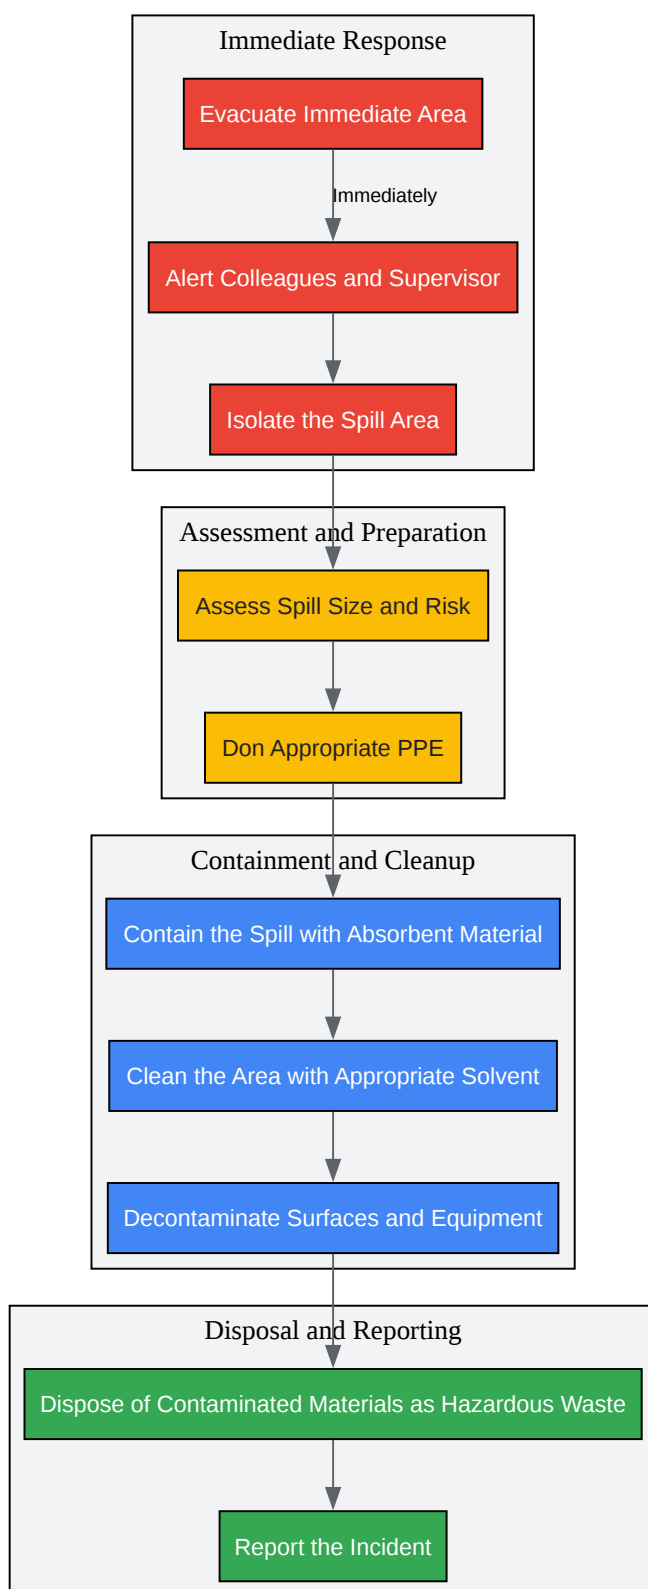 Immediate Response
Evacuate Immediate Area
Immediately
Alert Colleagues and Supervisor
Isolate the Spill Area
Assessment and Preparation
Assess Spill Size and Risk
Don Appropriate PPE
Containment and Cleanup
Contain the Spill with Absorbent Material
Clean the Area with Appropriate Solvent
Decontaminate Surfaces and Equipment
Disposal and Reporting
Dispose of Contaminated Materials as Hazardous Waste
Report the Incident